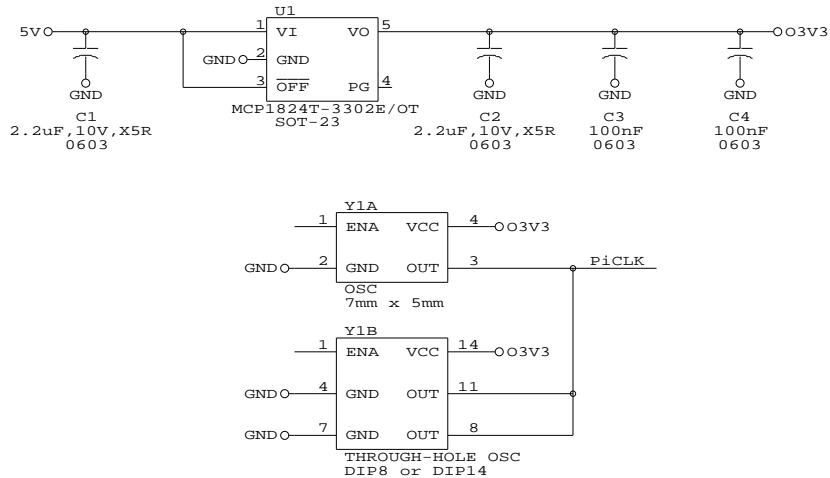 U1
5V 1 VI VO 5 O3V3
GND 2 GND
3 OFF PG 4
GND GND GND GND
MCP1824T-3302E/OT
SOT-23
C1 C2 C3 C4
2.2uF,10V,X5R 2.2uF,10V,X5R 100nF 100nF
0603 0603 0603 0603
Y1A
1 ENA VCC 4 O3V3
GND 2 GND OUT 3 PiCLK
OSC
7mm x 5mm
Y1B
1 ENA VCC 14 O3V3
GND 4 GND OUT 11
GND 7 GND OUT 8
THROUGH-HOLE OSC
DIP8 or DIP14